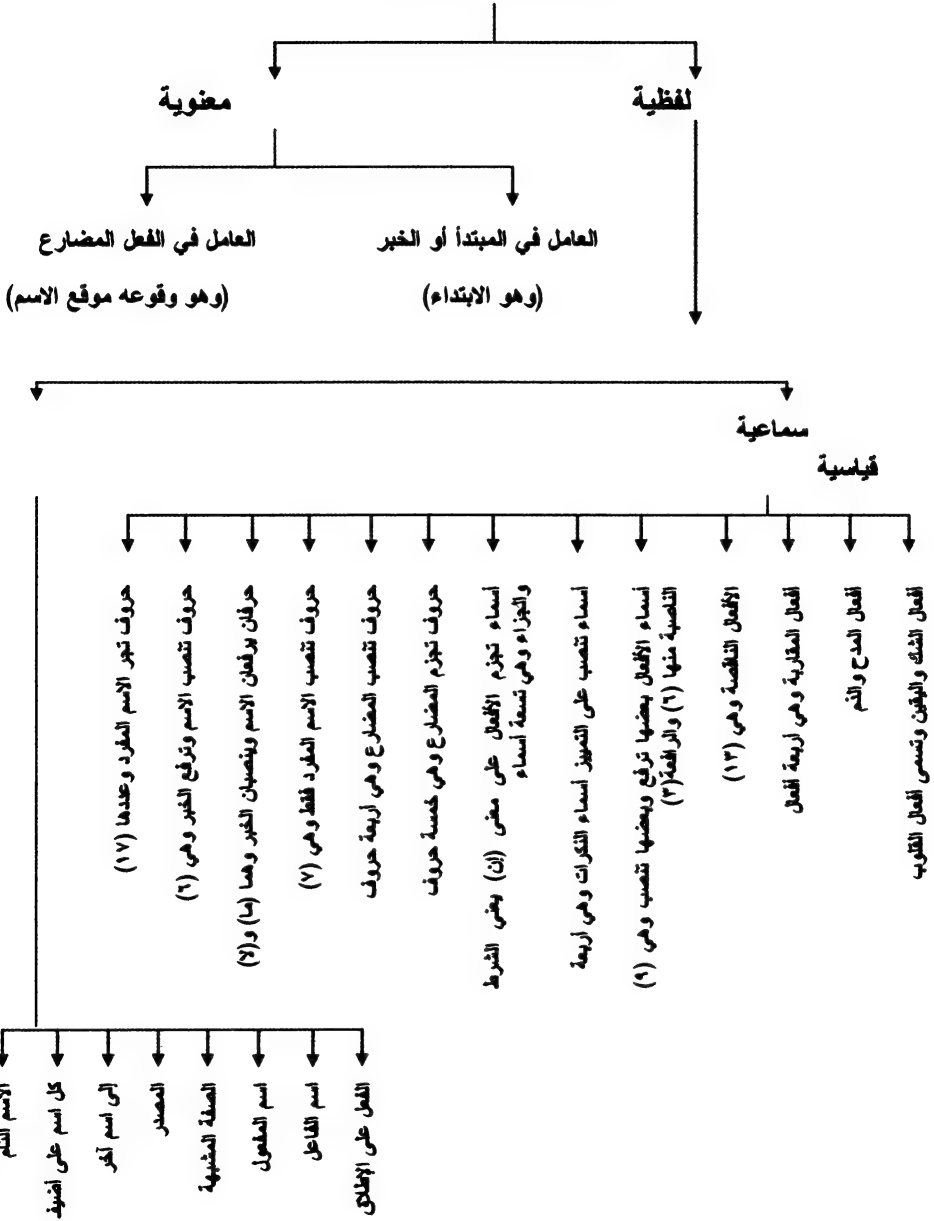 لفظية
معنوية
العامل في المبتدأ أو الخبر
(وهو الابتداء)
العامل في الفعل المضارع
(وهو وقوعه موقع الاسم)
سماعية
قياسية
أفعال الشك واليقين وتسمى أفعال القلوب
أفعال المدح والذم
أفعال المقاربة وهي أربعة أفعال
الأفعال الناقصة وهي (١٣)
أسماء الأفعال بعضها ترفع وبعضها تنصب وهي (٩)
الناصبة منها (٦) والرافعة(٣)
أسماء تنصب على التمييز أسماء النكرات وهي أربعة
أسماء تجزم الأفعال على معنى (إن) يعني الشرط
والجزاء وهي تسعة أسماء
حروف تجزم المضارع وهي خمسة حروف
حروف تنصب المضارع وهي أربعة حروف
حروف تنصب الاسم المفرد فقط وهي (٧)
حرفان يرفعان الاسم وينصبان الخبر وهما (ما) و(لا)
حروف تنصب الاسم وترفع الخبر وهي (٦)
حروف تجر الاسم المفرد وعددها (١٧)
الفعل على الإطلاق
اسم الفاعل
اسم المفعول
الصفة المشبهة
المصدر
إلى اسم آخر
كل اسم على أضيف
الاسم التام